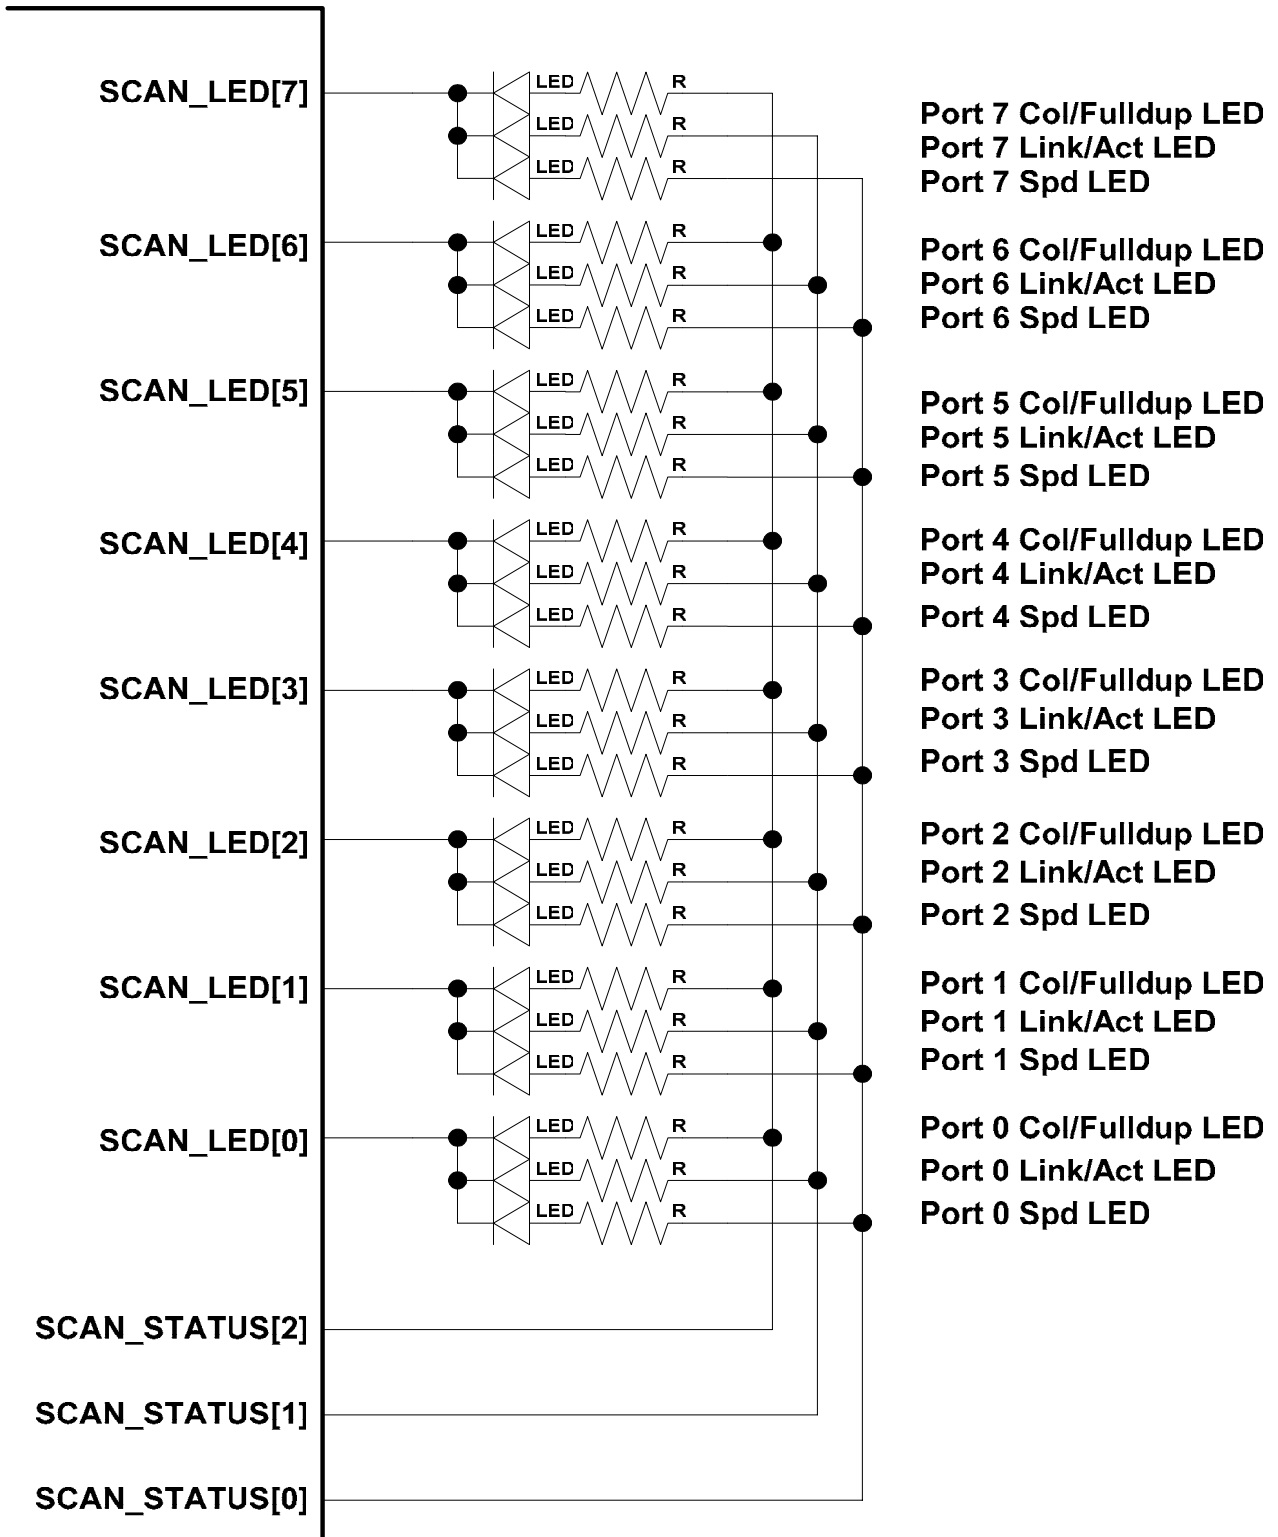 SCAN_LED[7]
LED R
LED R
LED R
Port 7 Col/Fulldup LED
Port 7 Link/Act LED
Port 7 Spd LED
SCAN_LED[6]
LED R
LED R
LED R
Port 6 Col/Fulldup LED
Port 6 Link/Act LED
Port 6 Spd LED
SCAN_LED[5]
LED R
LED R
LED R
Port 5 Col/Fulldup LED
Port 5 Link/Act LED
Port 5 Spd LED
SCAN_LED[4]
LED R
LED R
LED R
Port 4 Col/Fulldup LED
Port 4 Link/Act LED
Port 4 Spd LED
SCAN_LED[3]
LED R
LED R
LED R
Port 3 Col/Fulldup LED
Port 3 Link/Act LED
Port 3 Spd LED
SCAN_LED[2]
LED R
LED R
LED R
Port 2 Col/Fulldup LED
Port 2 Link/Act LED
Port 2 Spd LED
SCAN_LED[1]
LED R
LED R
LED R
Port 1 Col/Fulldup LED
Port 1 Link/Act LED
Port 1 Spd LED
SCAN_LED[0]
LED R
LED R
LED R
Port 0 Col/Fulldup LED
Port 0 Link/Act LED
Port 0 Spd LED
SCAN_STATUS[2]
SCAN_STATUS[1]
SCAN_STATUS[0]